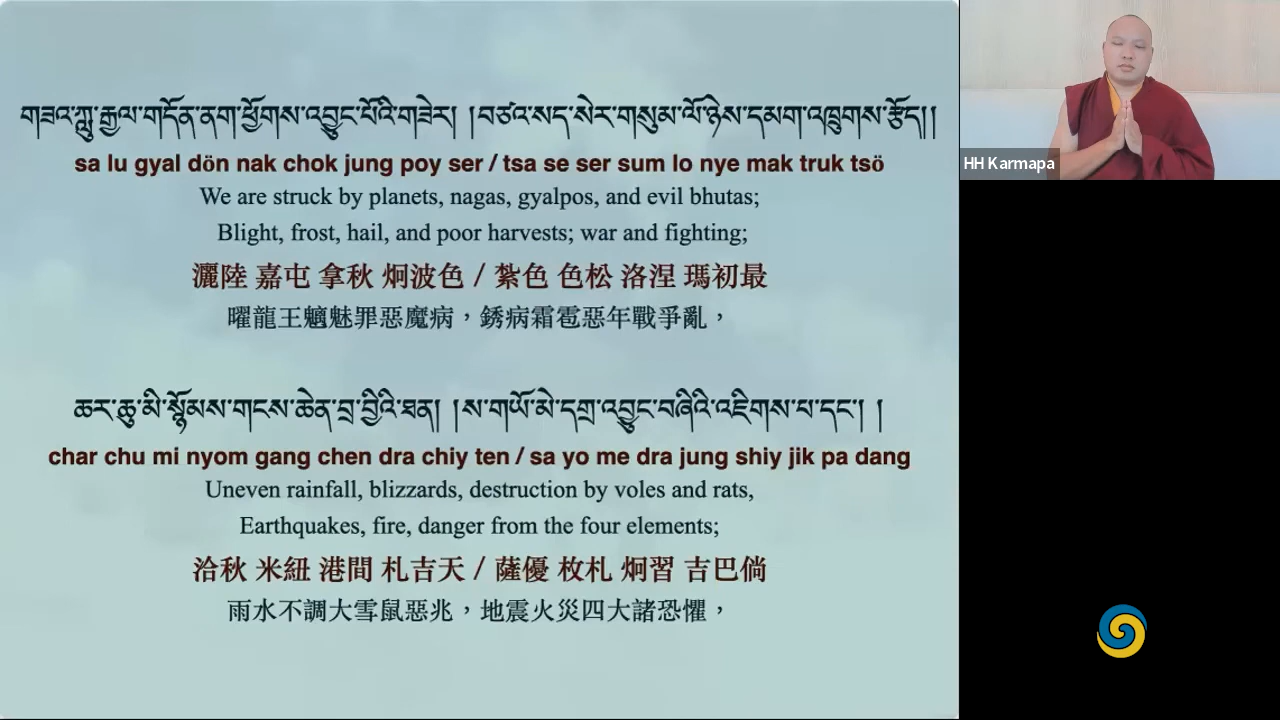 གཟའ་ཀླུ་རྒྱལ་གདོན་ནག་ཕྱོགས་འབྱུང་པོའི་གཟེར། །བཙའ་སད་སེར་གསུམ་ལོ་ཉེས་དམག་འཁྲུགས་རྩོད།།
sa lu gyal dön nak chok jung poy ser / tsa se ser sum lo nye mak truk tsö
We are struck by planets, nagas, gyalpos, and evil bhutas;
Blight, frost, hail, and poor harvests; war and fighting;
灑陸 嘉屯 拿秋 炯波色 / 紮色 色松 洛涅 瑪初最
曜龍王魑魅罪惡魔病，銹病霜雹惡年戰爭亂，
ཆར་ཆུ་མི་སྙོམས་གངས་ཆེན་བྲ་བྱིའི་ཐན། །ས་གཡོ་མེ་དགྲ་འབྱུང་བཞིའི་འཇིགས་པ་དང་། །
char chu mi nyom gang chen dra chiy ten / sa yo me dra jung shiy jik pa dang
Uneven rainfall, blizzards, destruction by voles and rats,
Earthquakes, fire, danger from the four elements;
洽秋 米紐 港間 札吉天 / 薩優 枚札 炯習 吉巴倘
雨水不調大雪鼠惡兆，地震火災四大諸恐懼，
HH Karmapa